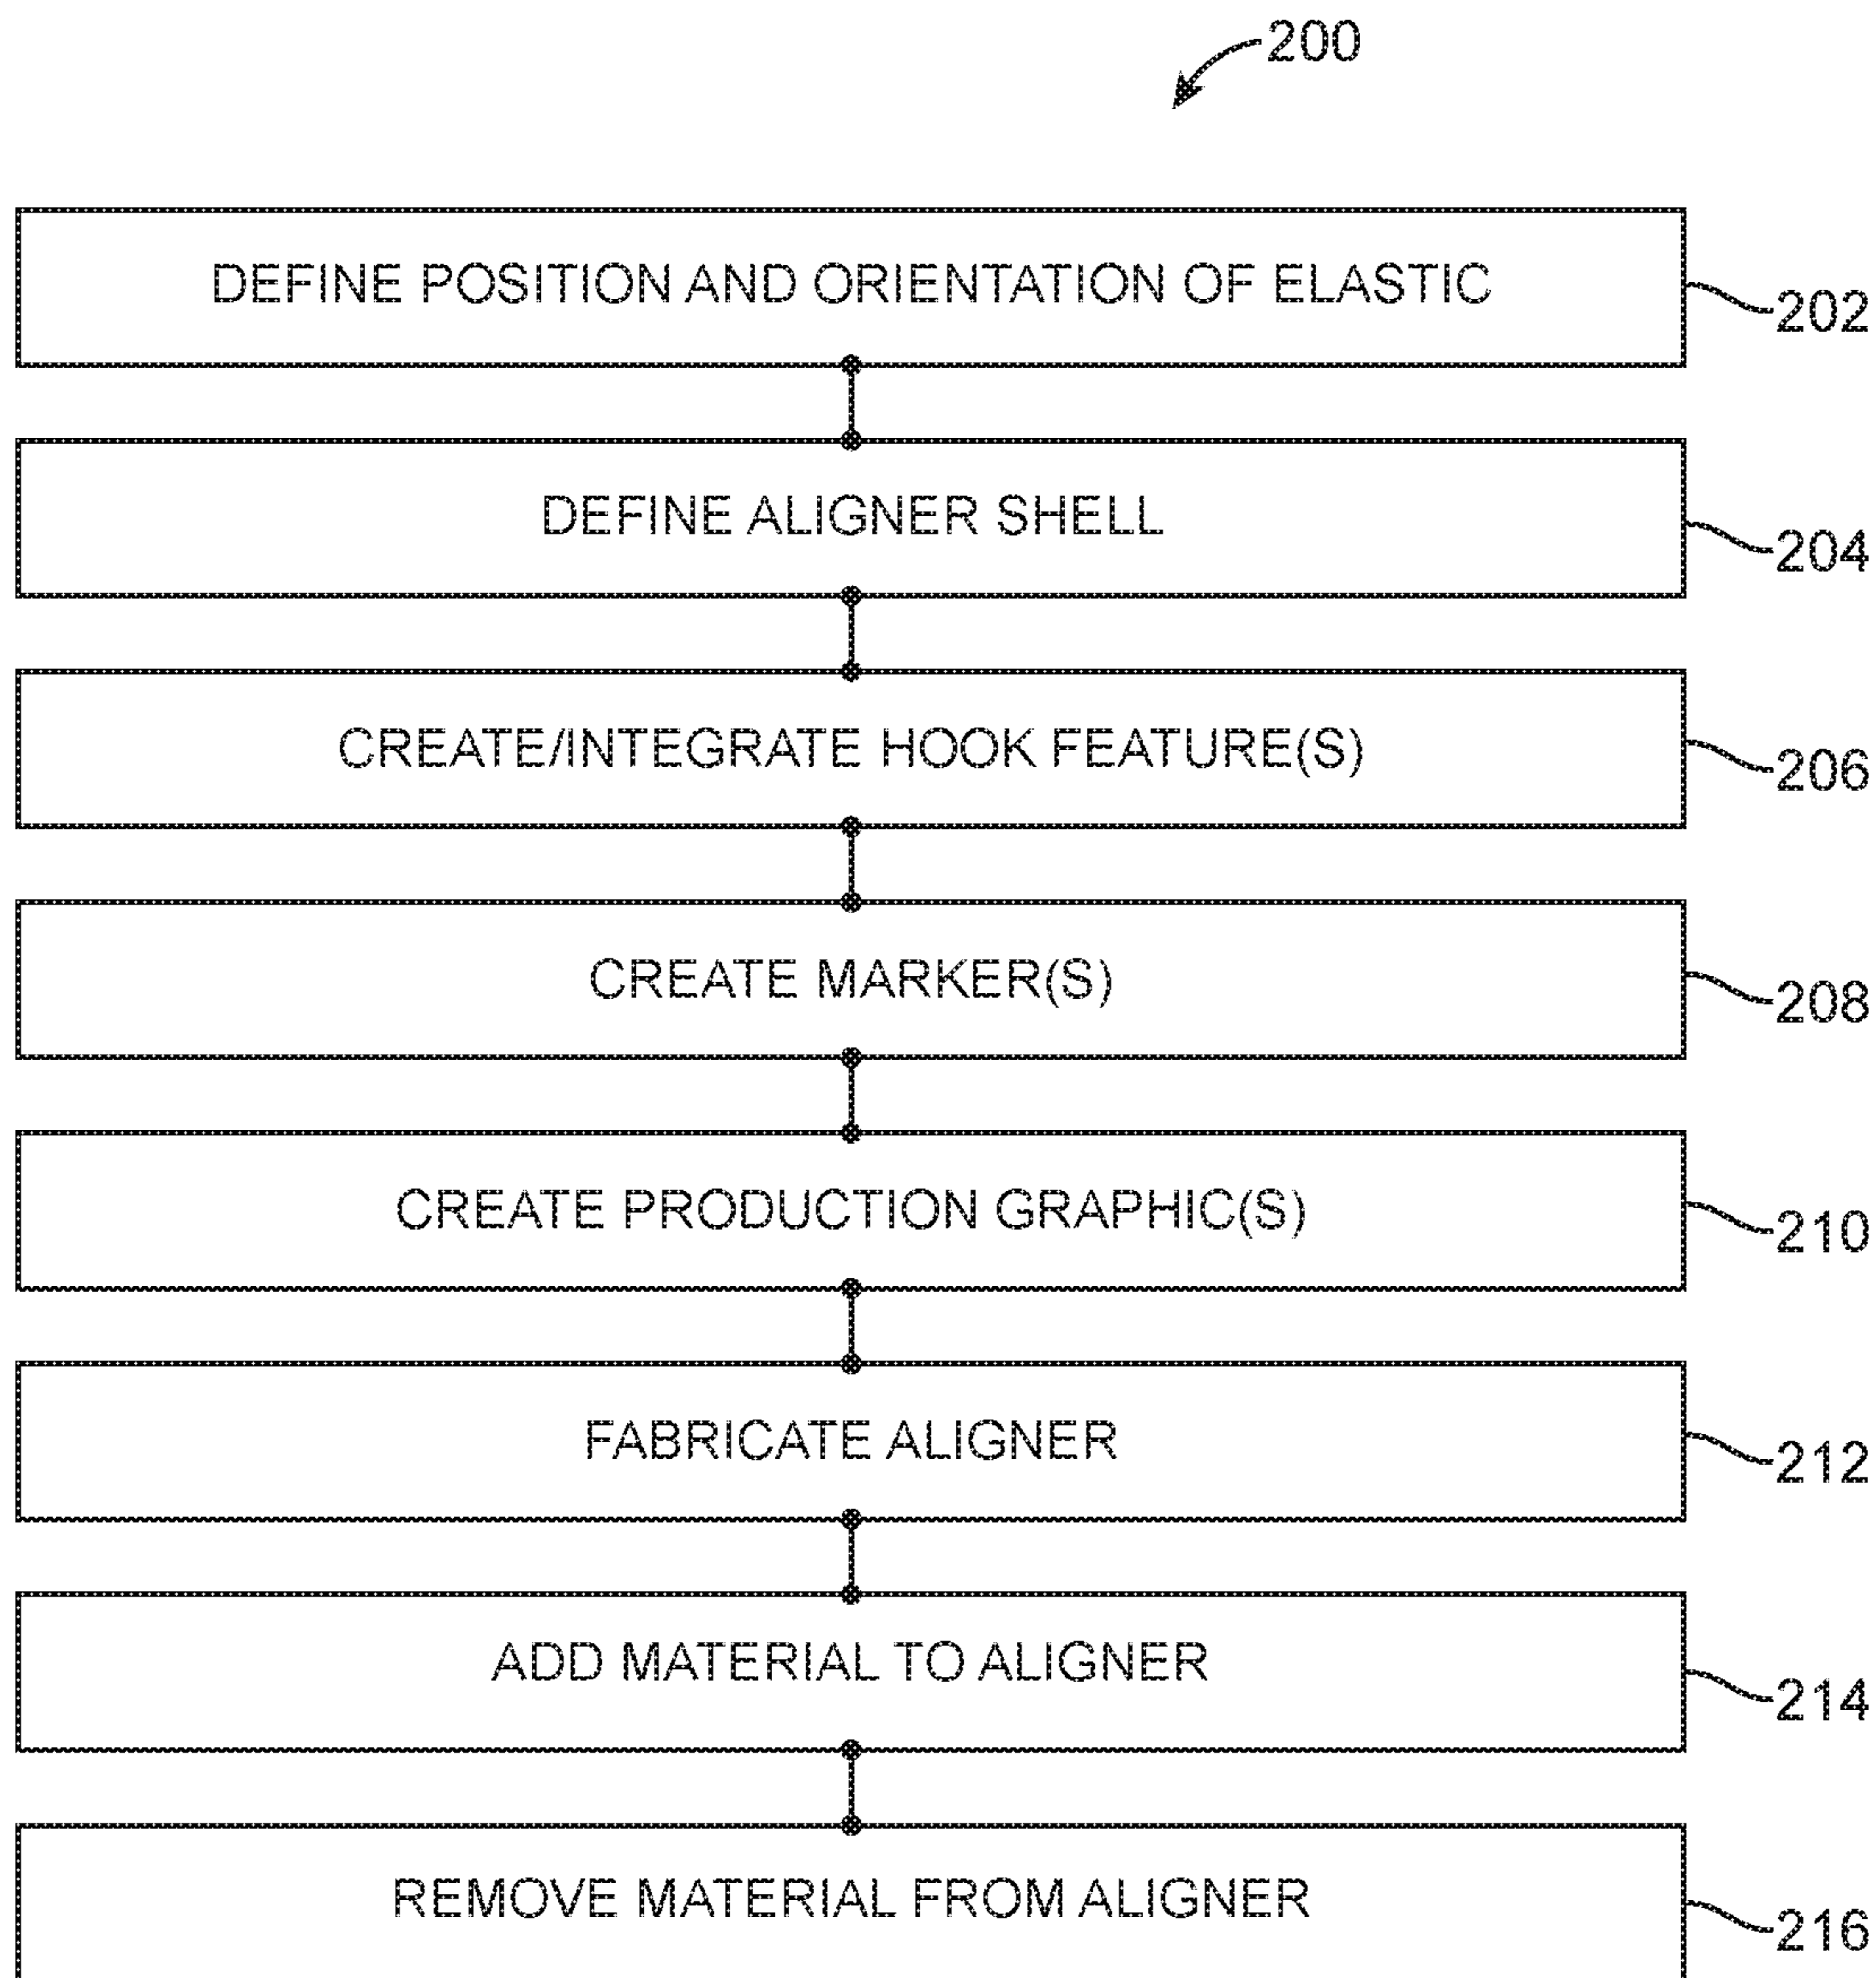 200
DEFINE POSITION AND ORIENTATION OF ELASTIC
202
DEFINE ALIGNER SHELL
204
CREATE/INTEGRATE HOOK FEATURE(S)
206
CREATE MARKER(S)
208
CREATE PRODUCTION GRAPHIC(S)
210
FABRICATE ALIGNER
212
ADD MATERIAL TO ALIGNER
214
REMOVE MATERIAL FROM ALIGNER
216